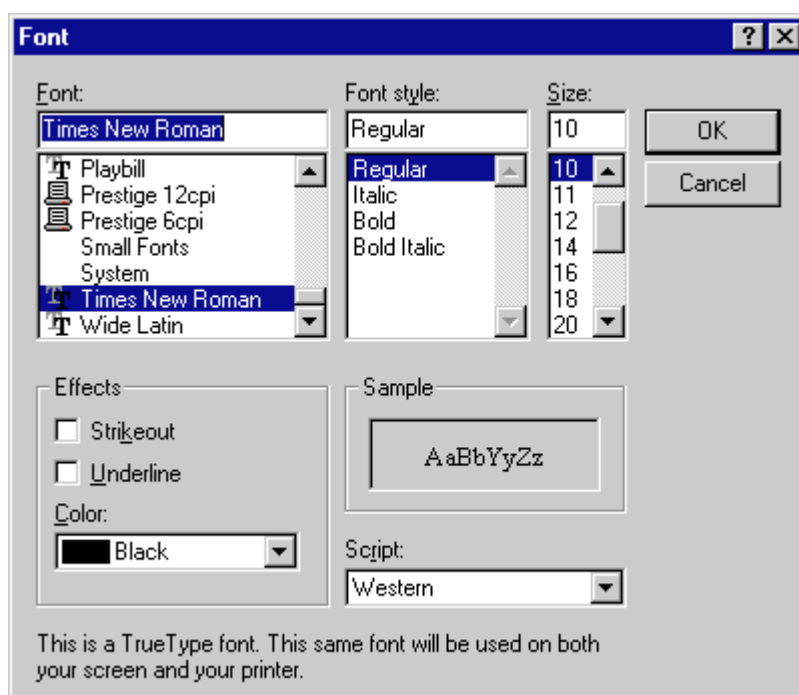 Font
Font:
Times New Roman
Playbill
Prestige 12cpi
Prestige 6cpi
Small Fonts
System
Times New Roman
Wide Latin
Font style:
Regular
Regular
Italic
Bold
Bold Italic
Size:
10
10
11
12
14
16
18
20
OK
Cancel
Effects
Strikeout
Underline
Color:
Black
Sample
AaBbYyZz
Script:
Western
This is a TrueType font. This same font will be used on both
your screen and your printer.